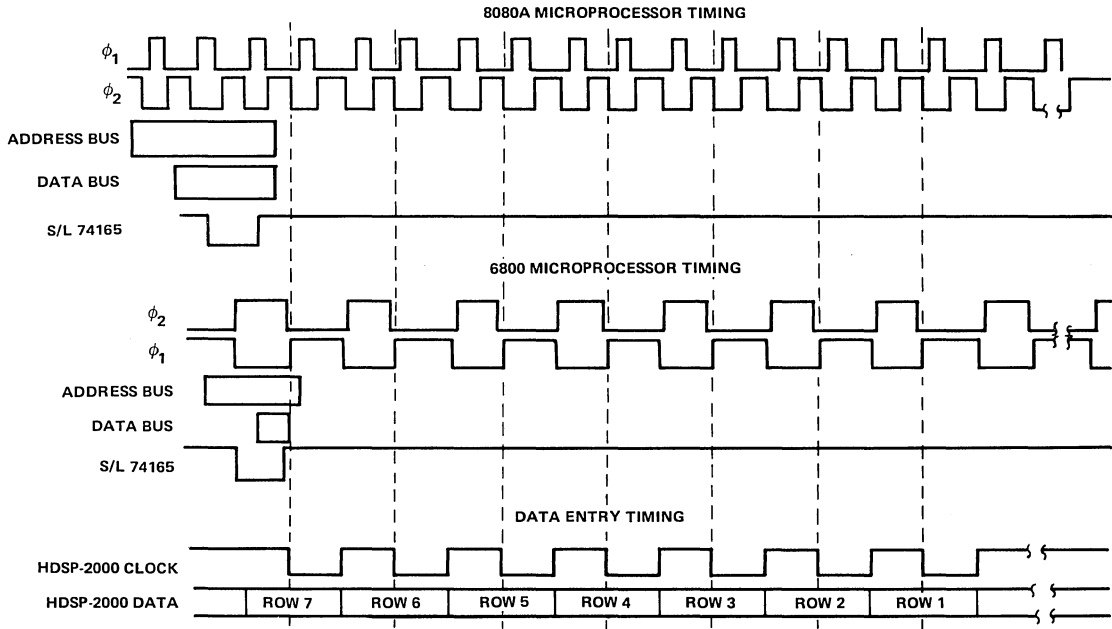 8080A MICROPROCESSOR TIMING
ϕ1
ϕ2
ADDRESS BUS
DATA BUS
S/L 74165
6800 MICROPROCESSOR TIMING
ϕ2
ϕ1
ADDRESS BUS
DATA BUS
S/L 74165
DATA ENTRY TIMING
HDSP-2000 CLOCK
HDSP-2000 DATA ROW 7 ROW 6 ROW 5 ROW 4 ROW 3 ROW 2 ROW 1